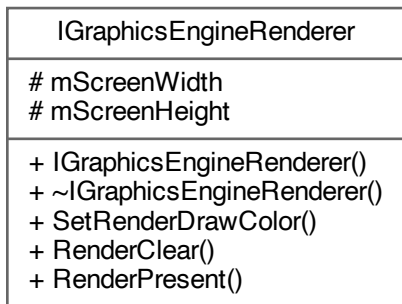 IGraphicsEngineRenderer
# mScreenWidth
# mScreenHeight
+ IGraphicsEngineRenderer()
+ ~IGraphicsEngineRenderer()
+ SetRenderDrawColor()
+ RenderClear()
+ RenderPresent()